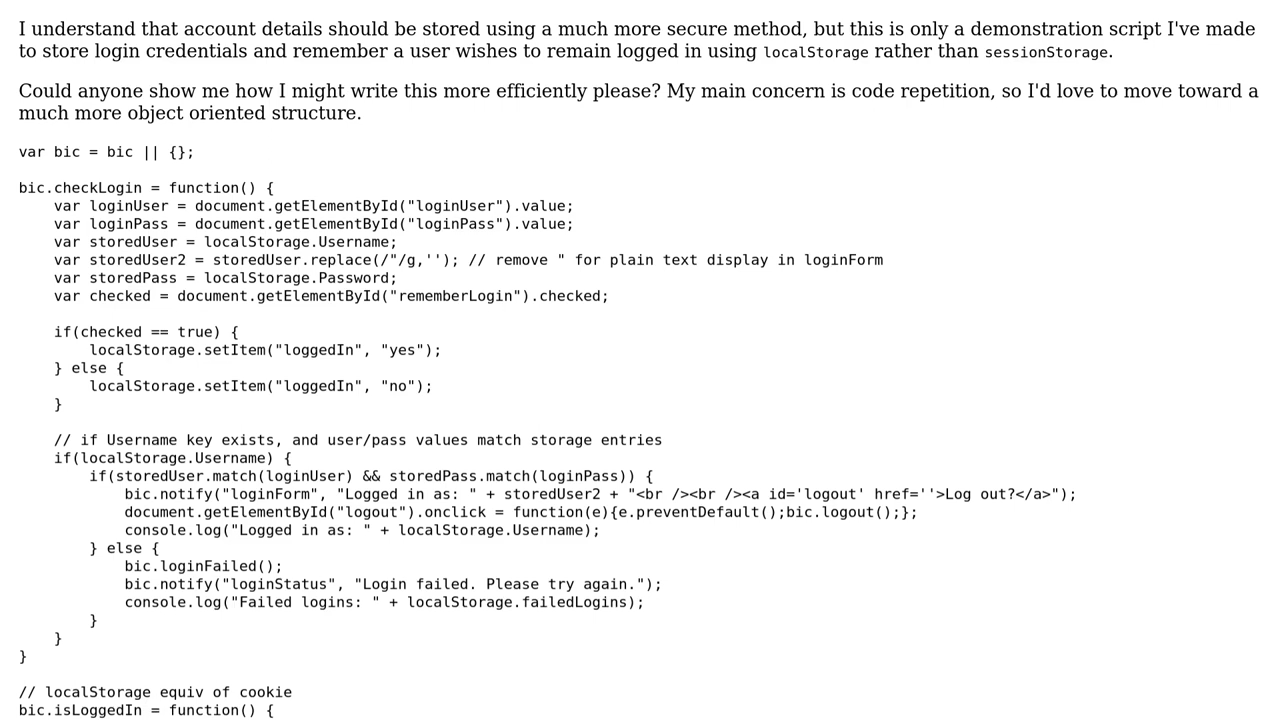 I understand that account details should be stored using a much more secure method, but this is only a demonstration script I've made
to store login credentials and remember a user wishes to remain logged in using localStorage rather than sessionStorage.
Could anyone show me how I might write this more efficiently please? My main concern is code repetition, so I'd love to move toward a
much more object oriented structure.
var bic = bic || {};
bic.checkLogin = function() {
    var loginUser = document.getElementById("loginUser").value;
    var loginPass = document.getElementById("loginPass").value;
    var storedUser = localStorage.Username;
    var storedUser2 = storedUser.replace(/"/g,''); // remove " for plain text display in loginForm
    var storedPass = localStorage.Password;
    var checked = document.getElementById("rememberLogin").checked;
    if(checked == true) {
        localStorage.setItem("loggedIn", "yes");
    } else {
        localStorage.setItem("loggedIn", "no");
    }
    // if Username key exists, and user/pass values match storage entries
    if(localStorage.Username) {
        if(storedUser.match(loginUser) && storedPass.match(loginPass)) {
            bic.notify("loginForm", "Logged in as: " + storedUser2 + "<br /><br /><a id='logout' href=''>Log out?</a>");
            document.getElementById("logout").onclick = function(e){e.preventDefault();bic.logout();};
            console.log("Logged in as: " + localStorage.Username);
        } else {
            bic.loginFailed();
            bic.notify("loginStatus", "Login failed. Please try again.");
            console.log("Failed logins: " + localStorage.failedLogins);
        }
    }
}
// localStorage equiv of cookie
bic.isLoggedIn = function() {